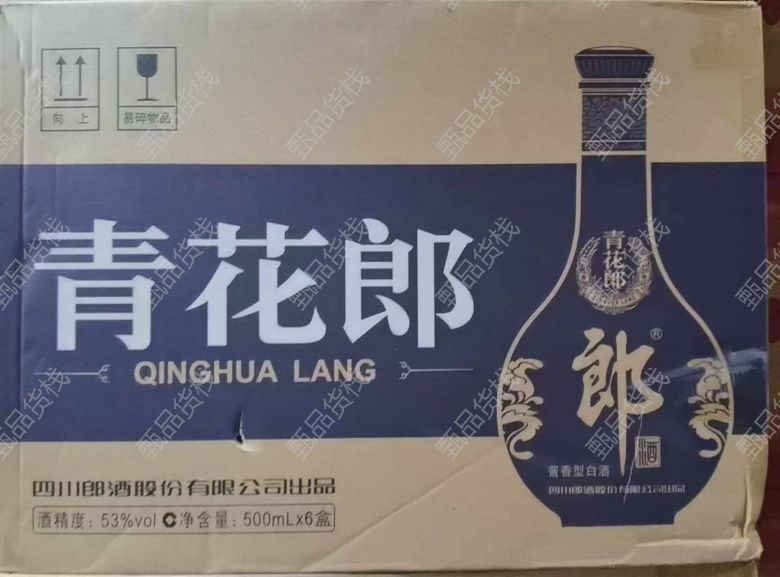 向 上
易碎物品
青花郎
QINGHUA LANG
四川郎酒股份有限公司出品
酒精度: 53%vol 净含量: 500mLx6盒
青花郎
郎®
酒
酱香型白酒
四川郎酒股份有限公司出品
甄品货栈